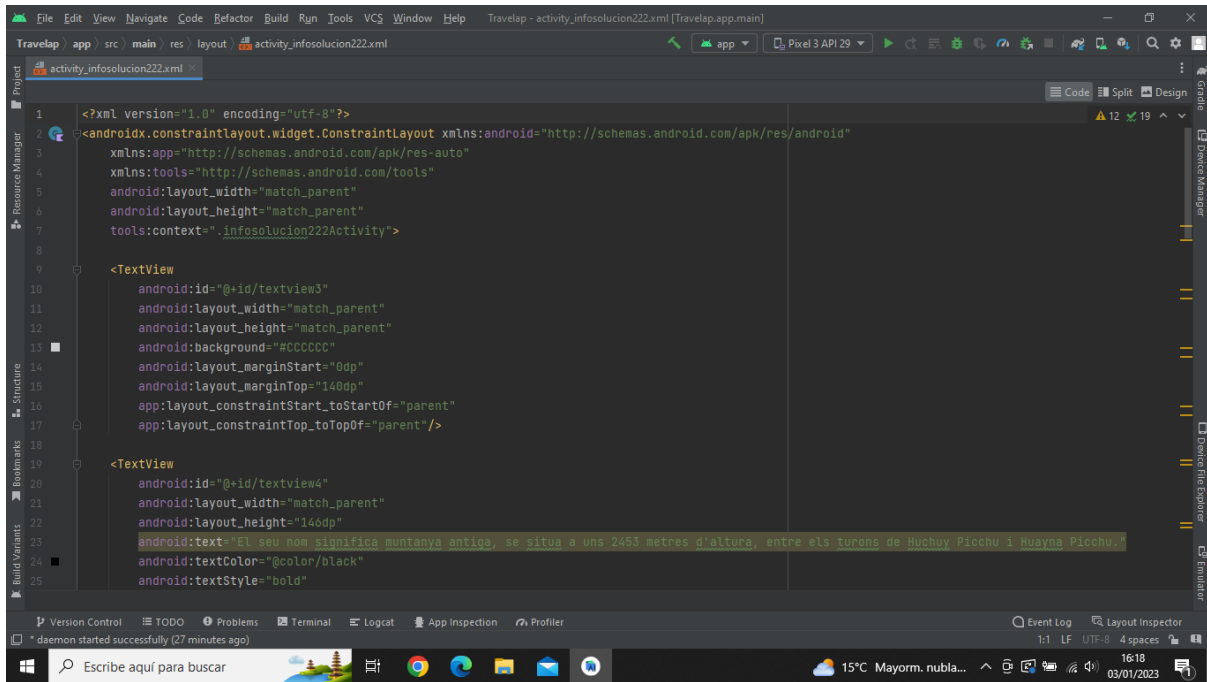 File Edit View Navigate Code Refactor Build Run Tools VCS Window Help Travelap - activity_infosolucion222.xml [Travelap.app.main]
Travelap app src main res layout activity_infosolucion222.xml app Pixel 3 API 29
activity_infosolucion222.xml
Code Split Design
12 19
1 <?xml version="1.0" encoding="utf-8"?>
2 <androidx.constraintlayout.widget.ConstraintLayout xmlns:android="http://schemas.android.com/apk/res/android"
3 xmlns:app="http://schemas.android.com/apk/res-auto"
4 xmlns:tools="http://schemas.android.com/tools"
5 android:layout_width="match_parent"
6 android:layout_height="match_parent"
7 tools:context=".infosolucion222Activity">
8
9 <TextView
10 android:id="@+id/textview3"
11 android:layout_width="match_parent"
12 android:layout_height="match_parent"
13 android:background="#CCCCCC"
14 android:layout_marginStart="0dp"
15 android:layout_marginTop="140dp"
16 app:layout_constraintStart_toStartOf="parent"
17 app:layout_constraintTop_toTopOf="parent"/>
18
19 <TextView
20 android:id="@+id/textview4"
21 android:layout_width="match_parent"
22 android:layout_height="146dp"
23 android:text="El seu nom significa muntanya antiga, se situa a uns 2453 metres d'altura, entre els turons de Huchuy Picchu i Huayna Picchu."
24 android:textColor="@color/black"
25 android:textStyle="bold"
Project
Resource Manager
Structure
Bookmarks
Build Variants
Gradle
Device Manager
Device File Explorer
Emulator
Version Control TODO Problems Terminal Logcat App Inspection Profiler Event Log Layout Inspector
* daemon started successfully (27 minutes ago) 1:1 LF UTF-8 4 spaces
Escribe aquí para buscar 15°C Mayorm. nubla... 16:18
03/01/2023